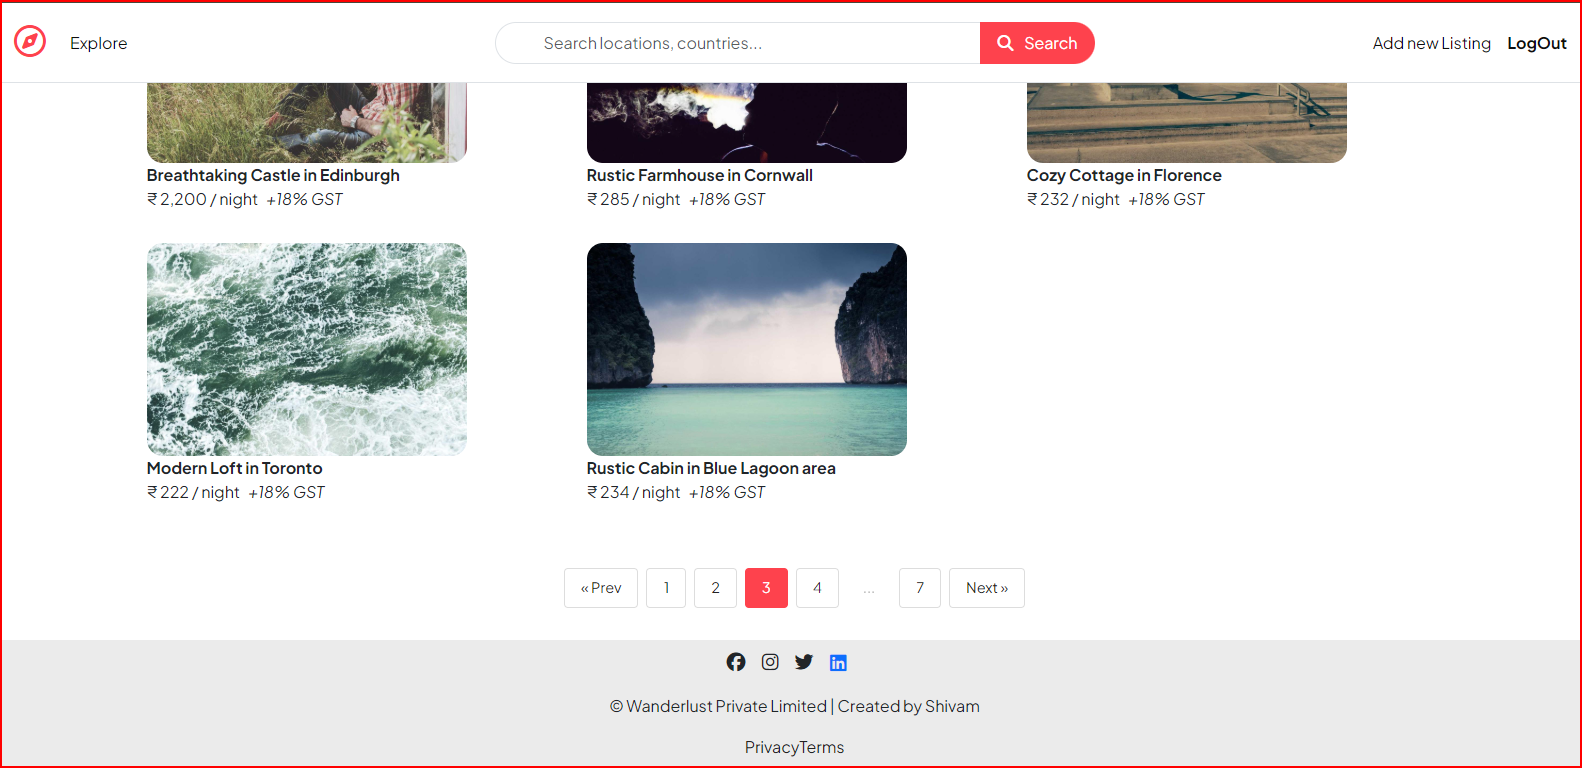 Explore
Search locations, countries...
Search
Add new Listing
LogOut
Breathtaking Castle in Edinburgh
₹ 2,200 / night +18% GST
Rustic Farmhouse in Cornwall
₹ 285 / night +18% GST
Cozy Cottage in Florence
₹ 232 / night +18% GST
Modern Loft in Toronto
₹ 222 / night +18% GST
Rustic Cabin in Blue Lagoon area
₹ 234 / night +18% GST
« Prev 1 2 3 4 ... 7 Next »
© Wanderlust Private Limited | Created by Shivam
PrivacyTerms